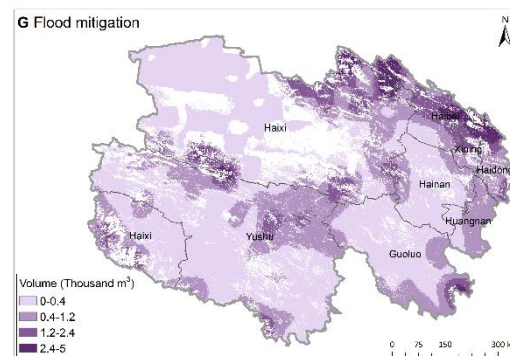 G Flood mitigation
N
Haixi
Haibei
Xining
Haidong
Hainan
Huangnan
Haixi
Yushu
Guoluo
Volume (Thousand m³)
0-0.4
0.4-1.2
1.2-2.4
2.4-5
0 75 150 300 k